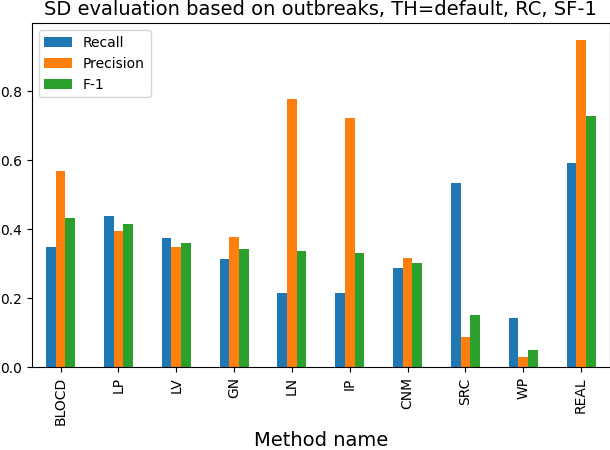 SD evaluation based on outbreaks, TH=default, RC, SF-1
Recall
Precision
F-1
0.8
0.6
0.4
0.2
0.0
BLOCD
LP
LV
GN
LN
IP
CNM
SRC
WP
REAL
Method name